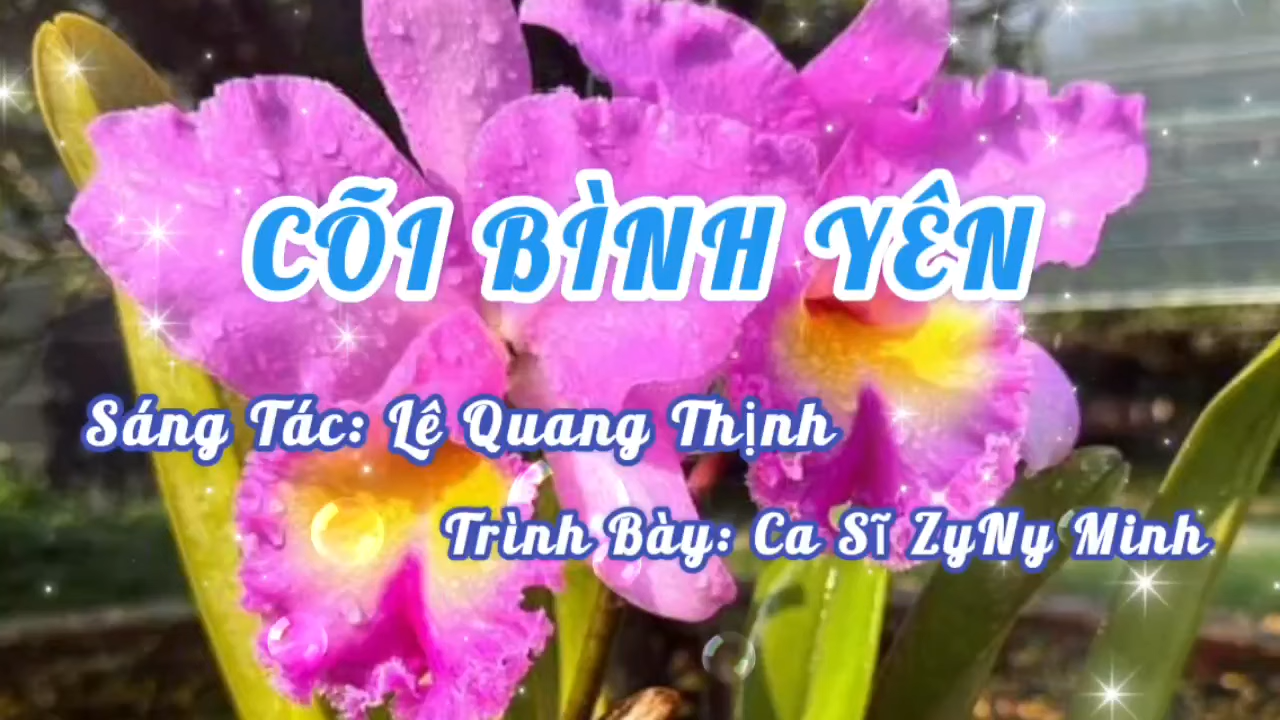 CÕI BÌNH YÊN
Sáng Tác: Lê Quang Thịnh
Trình Bày: Ca Sĩ ZyNy Minh